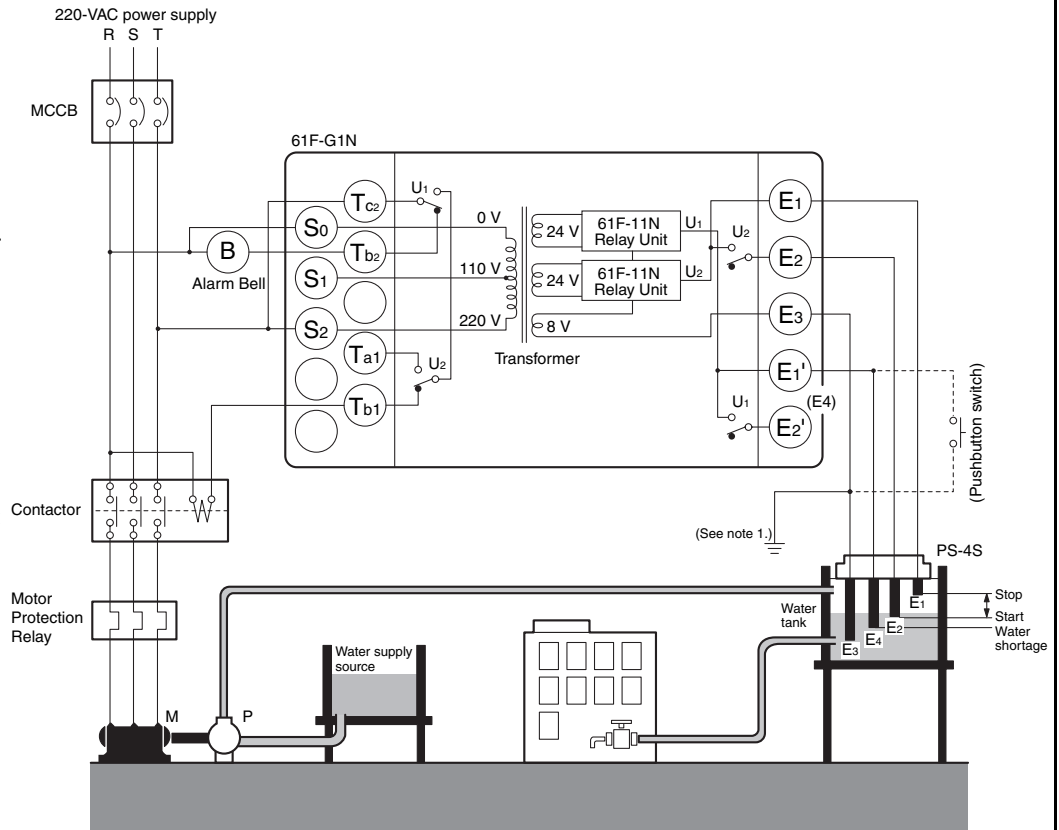 220-VAC power supply
R S T
MCCB
61F-G1N
Tc2
U1
S0
B
Alarm Bell
Tb2
S1
S2
Ta1
U2
Tb1
0 V
110 V
220 V
24 V
24 V
8 V
61F-11N
Relay Unit
U1
61F-11N
Relay Unit
U2
Transformer
U2
U1
E1
E2
E3
E1'
(E4)
E2'
(Pushbutton switch)
Contactor
(See note 1.)
PS-4S
Motor
Protection
Relay
M
P
Water supply
source
Water
tank
E1
E2
E4
E3
Stop
Start
Water
shortage